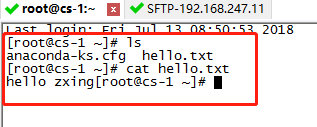 root@cs-1:~ SFTP-192.168.247.11
Last login: Fri Jul 13 08:50:53 2018
[root@cs-1 ~]# ls
anaconda-ks.cfg  hello.txt
[root@cs-1 ~]# cat hello.txt
hello zxing[root@cs-1 ~]#